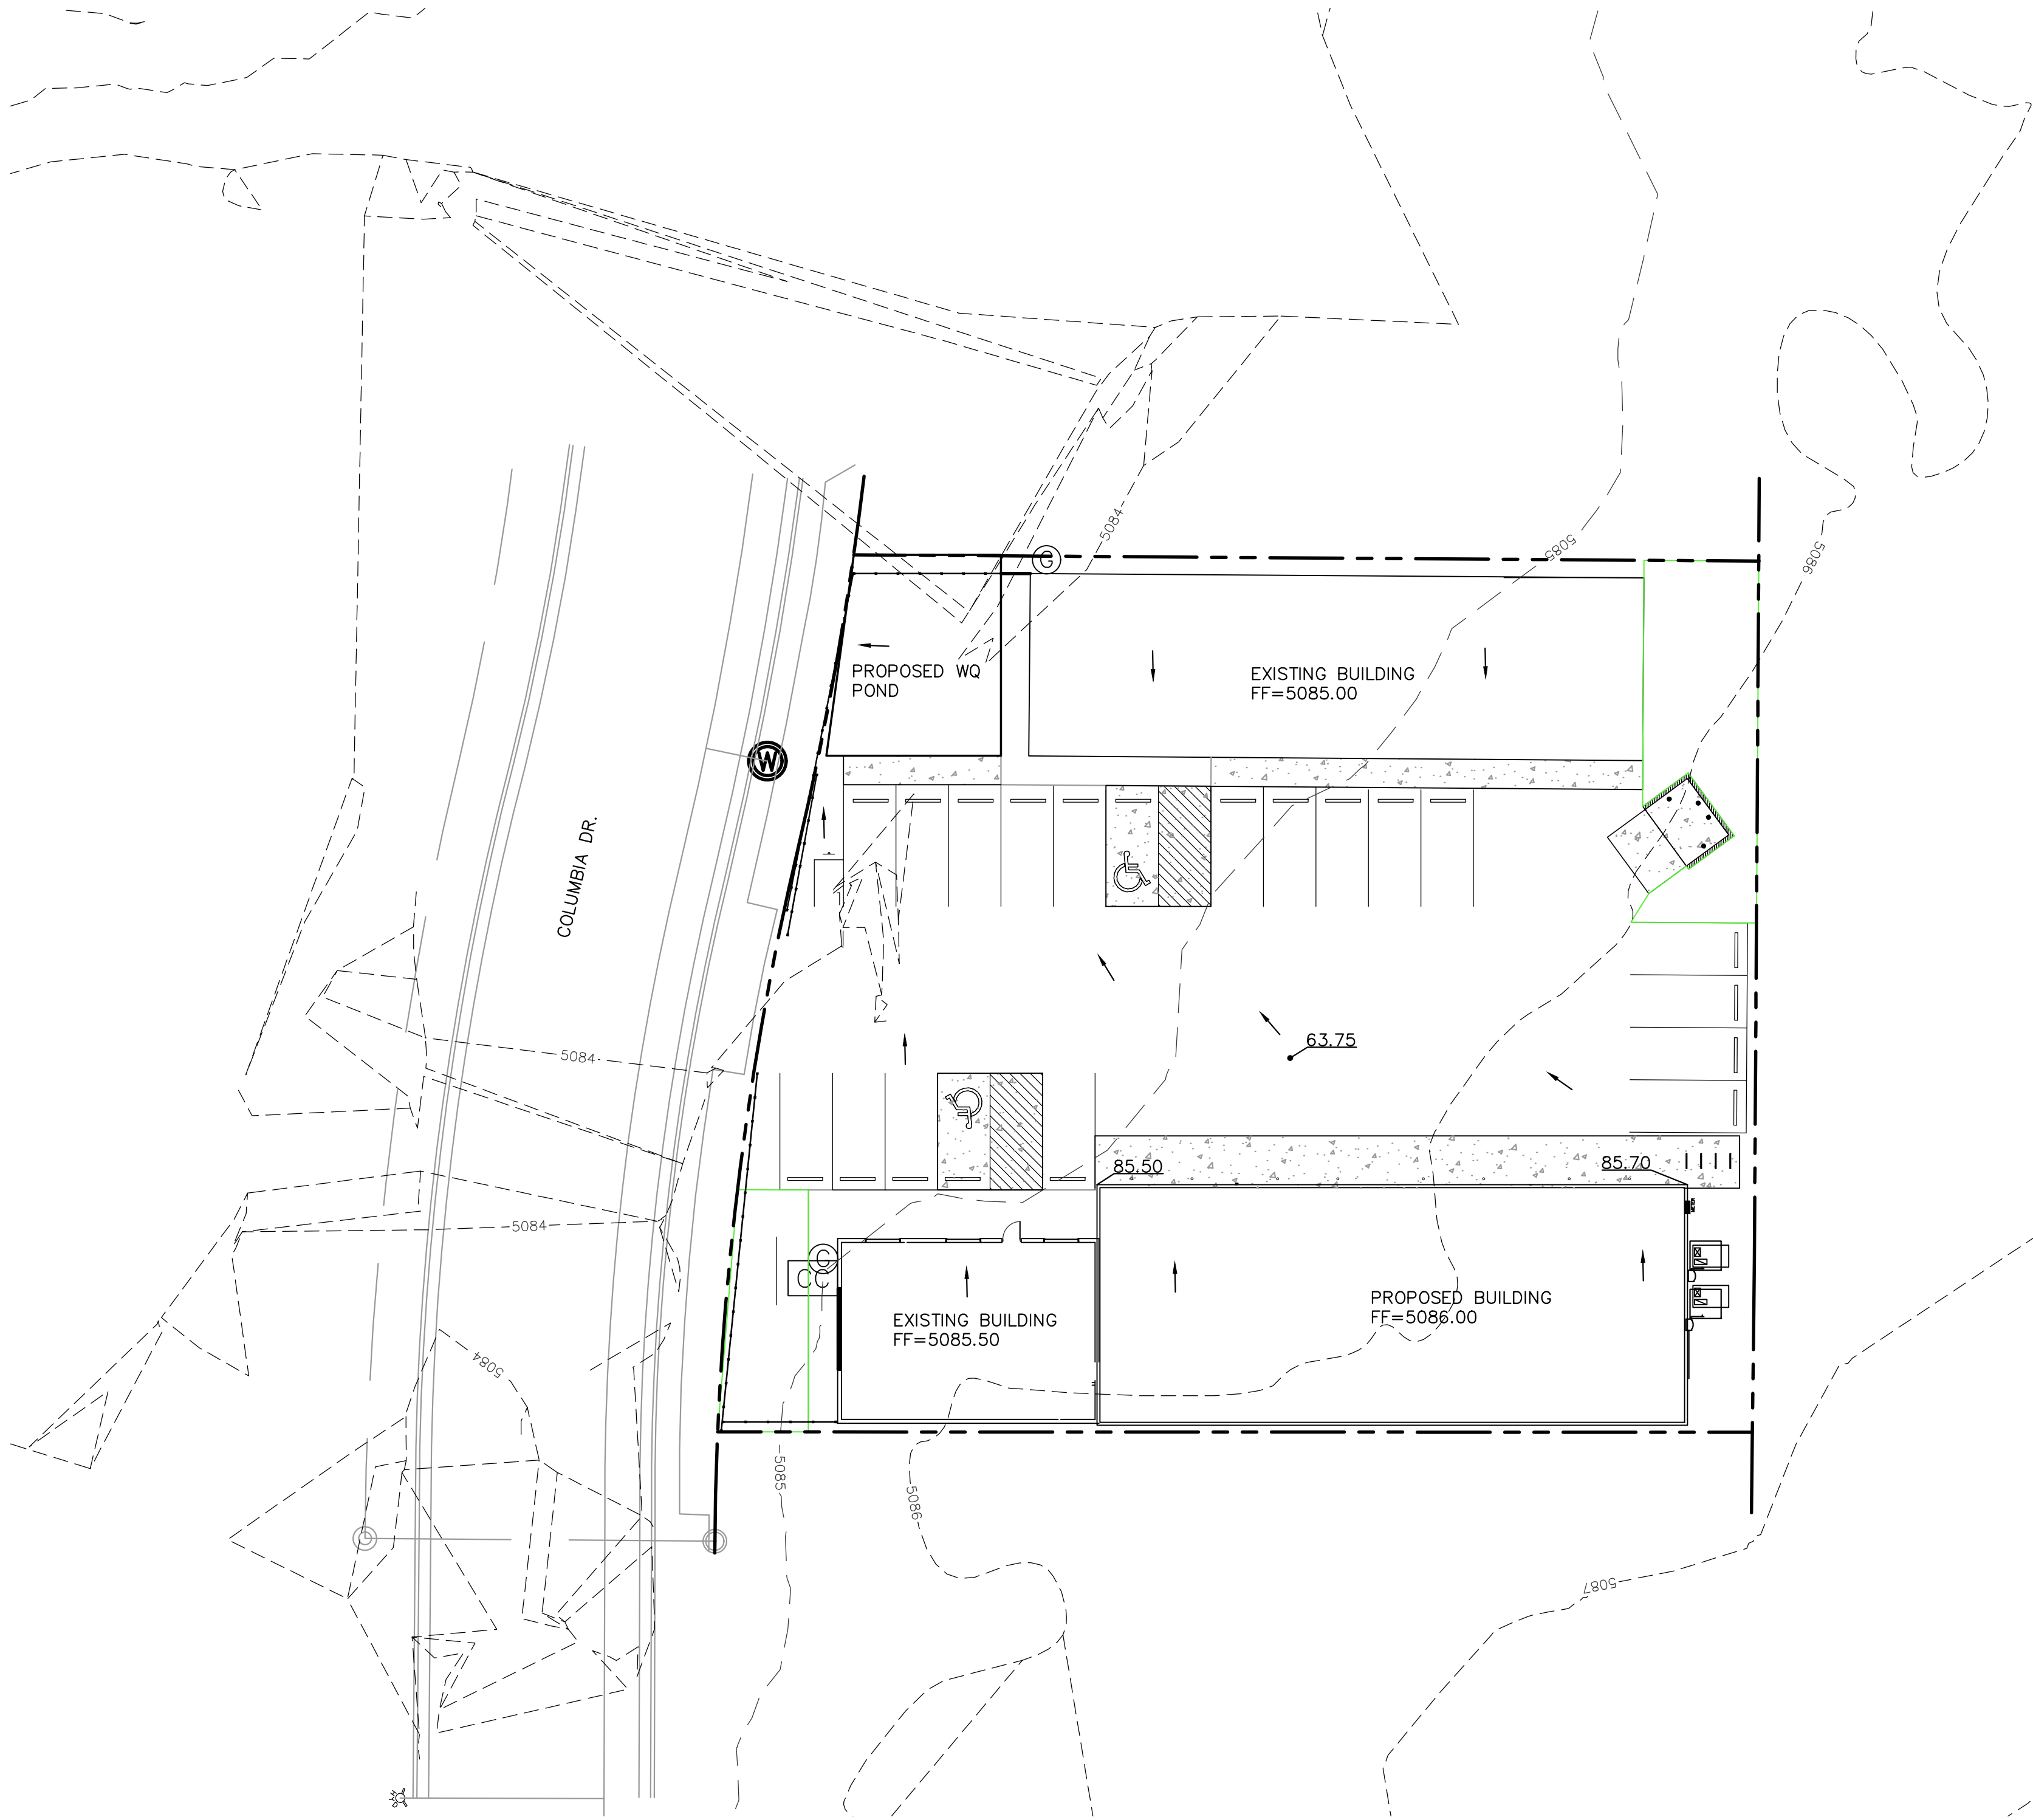 5084
5085
5086
G
PROPOSED WQ
POND
EXISTING BUILDING
FF=5085.00
W
COLUMBIA DR.
63.75
5084
85.50
85.70
5084
G
CC
EXISTING BUILDING
FF=5085.50
PROPOSED BUILDING
FF=5086.00
5084
5085
5086
5087